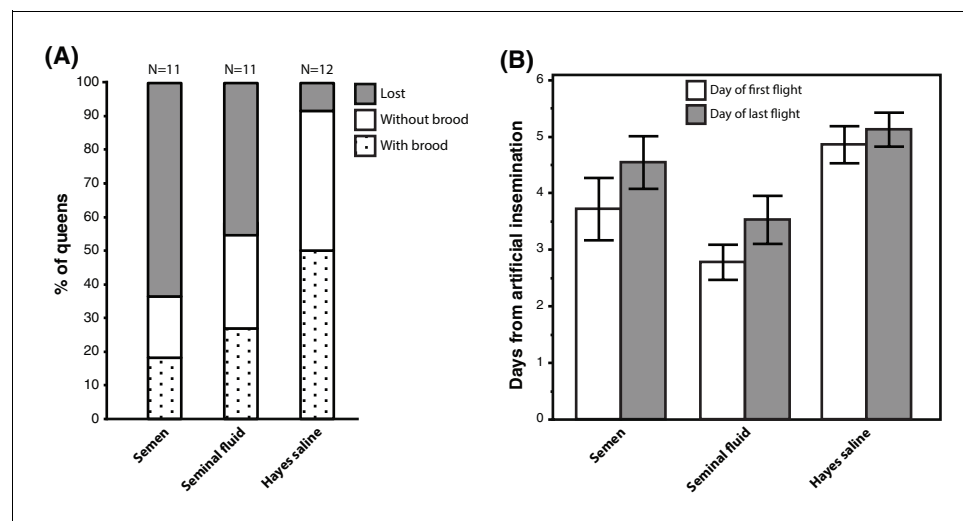 (A)
N=11 N=11 N=12
100
90
80
70
60
50
40
30
20
10
0
% of queens
Semen
Seminal fluid
Hayes saline
Lost
Without brood
With brood
(B)
6
5
4
3
2
1
0
Days from artificial insemination
Day of first flight
Day of last flight
Semen
Seminal fluid
Hayes saline